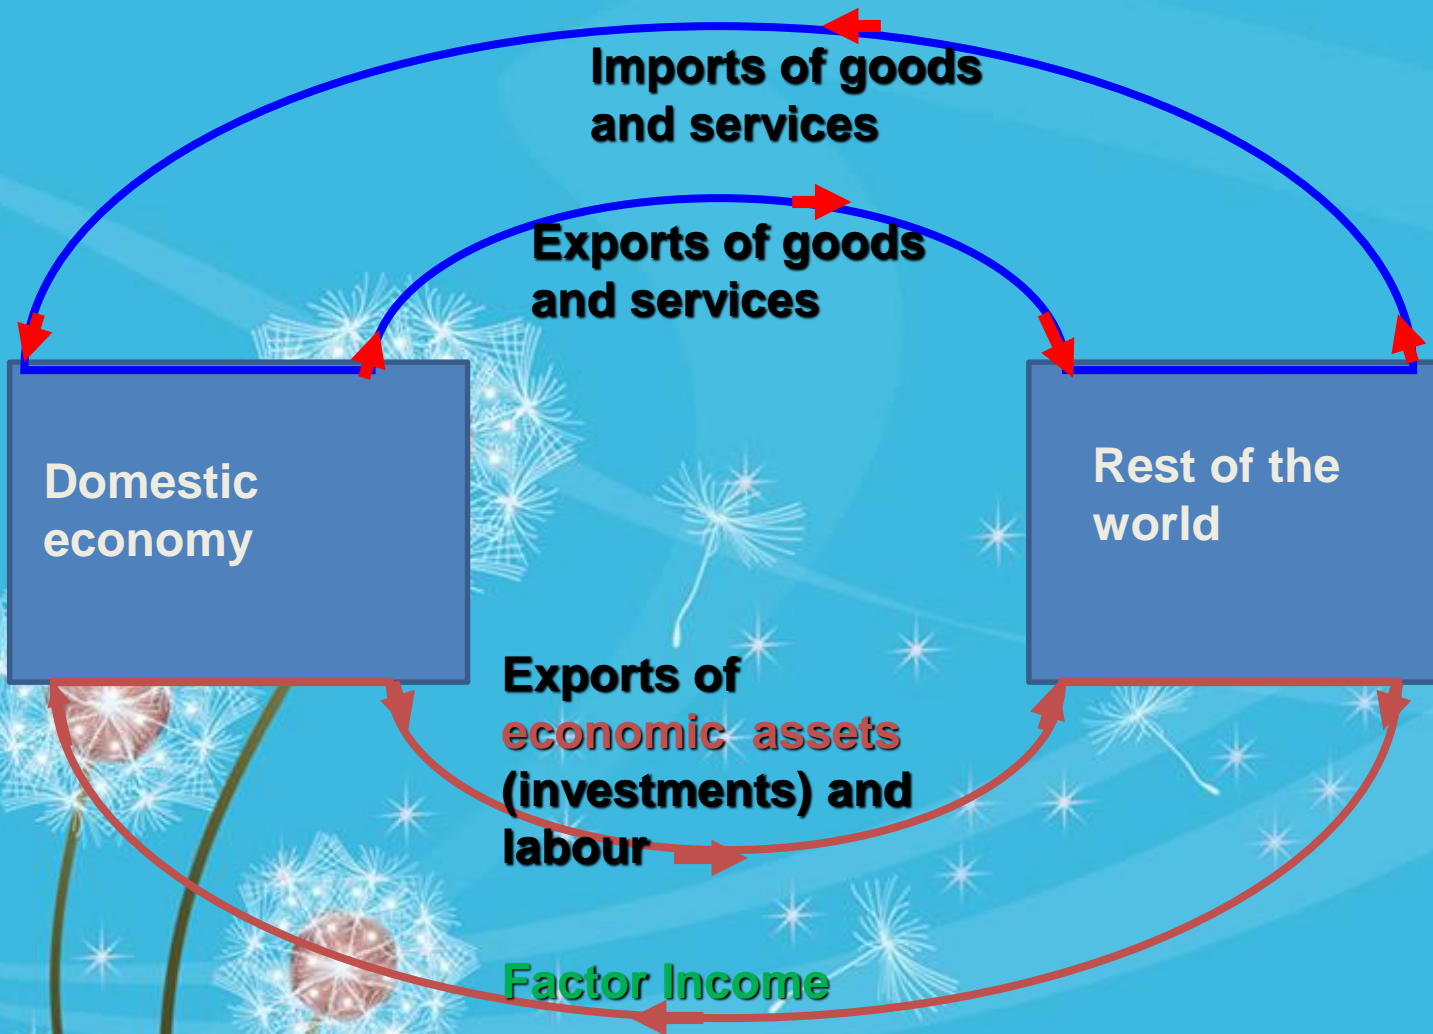 Imports of goods
and services
Exports of goods
and services
Domestic
economy
Rest of the
world
Exports of
economic assets
(investments) and
labour
Factor Income